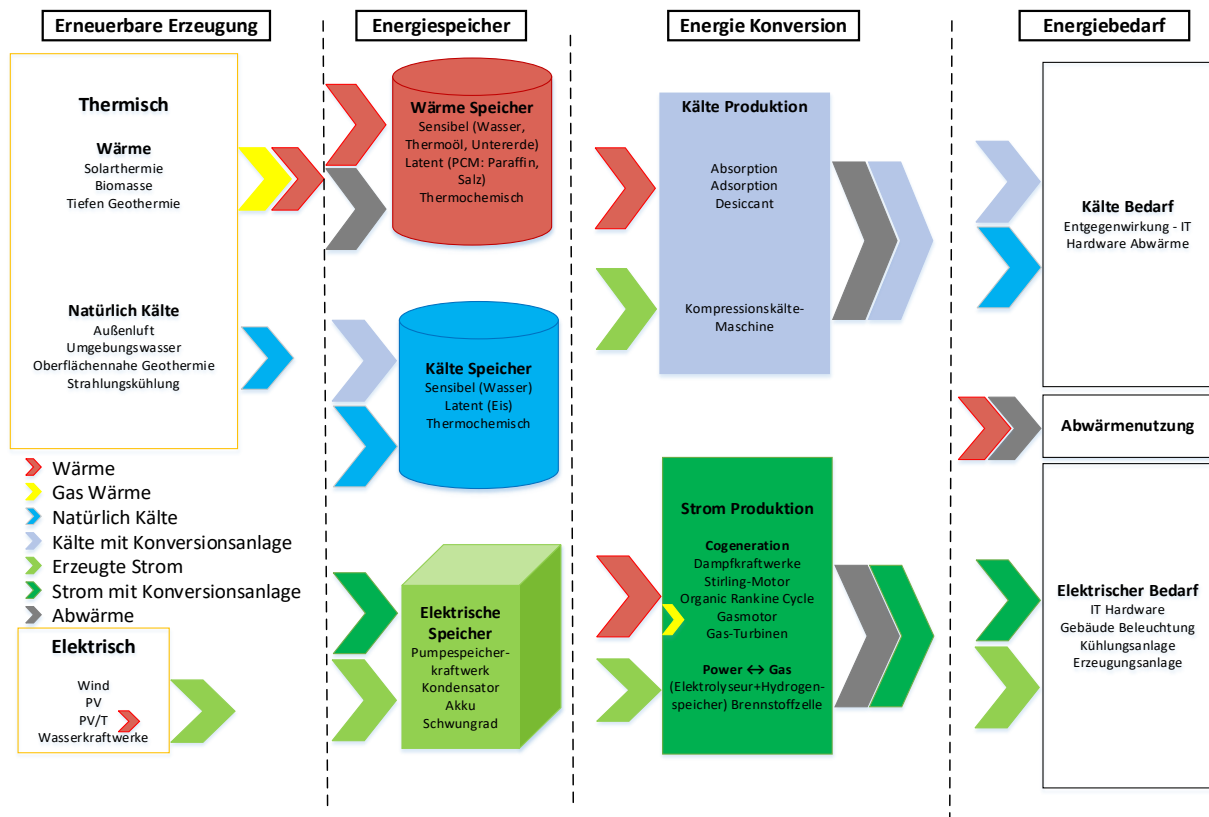 Erneuerbare Erzeugung
Energiespeicher
Energie Konversion
Energiebedarf
Thermisch
Wärme
Solarthermie
Biomasse
Tiefen Geothermie
Natürlich Kälte
Außenluft
Umgebungswasser
Oberflächennahe Geothermie
Strahlungskühlung
Wärme
Gas Wärme
Natürlich Kälte
Kälte mit Konversionsanlage
Erzeugte Strom
Strom mit Konversionsanlage
Abwärme
Elektrisch
Wind
PV
PV/T
Wasserkraftwerke
Wärme Speicher
Sensibel (Wasser,
Thermoöl, Untererde)
Latent (PCM: Paraffin,
Salz)
Thermochemisch
Kälte Speicher
Sensibel (Wasser)
Latent (Eis)
Thermochemisch
Elektrische
Speicher
Pumpespeicher-
kraftwerk
Kondensator
Akku
Schwungrad
Kälte Produktion
Absorption
Adsorption
Desiccant
Kompressionskälte-
Maschine
Strom Produktion
Cogeneration
Dampfkraftwerke
Stirling-Motor
Organic Rankine Cycle
Gasmotor
Gas-Turbinen
Power ↔ Gas
(Elektrolyseur+Hydrogen-
speicher) Brennstoffzelle
Kälte Bedarf
Entgegenwirkung - IT
Hardware Abwärme
Abwärmenutzung
Elektrischer Bedarf
IT Hardware
Gebäude Beleuchtung
Kühlungsanlage
Erzeugungsanlage